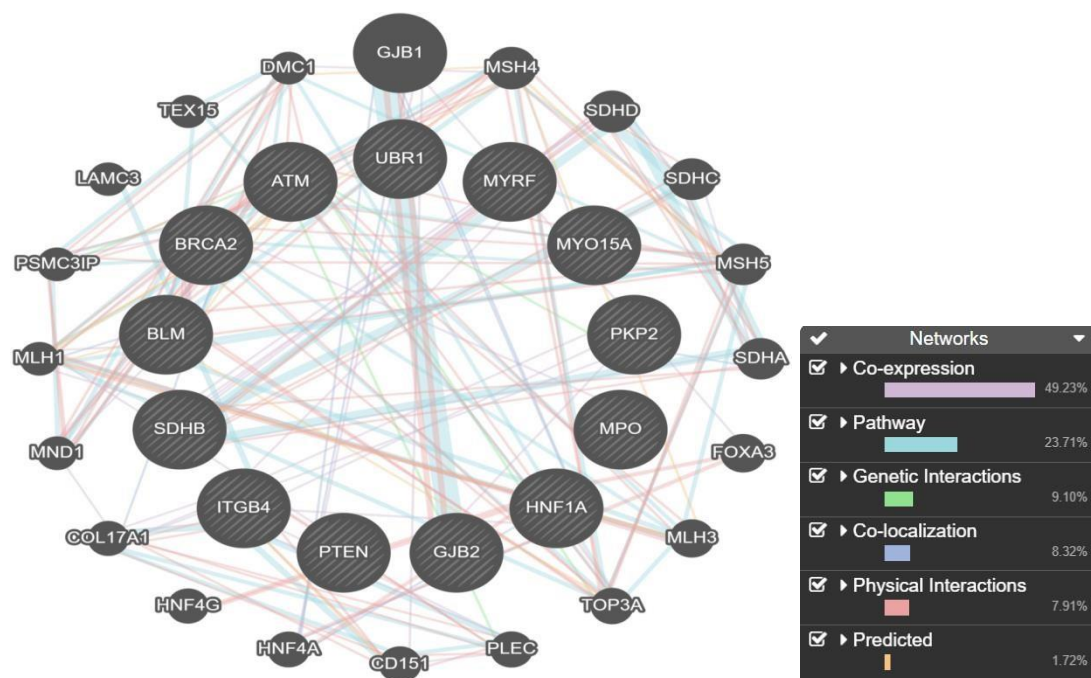 GJB1
DMC1
MSH4
TEX15
SDHD
UBR1
ATM
MYRF
LAMC3
SDHC
BRCA2
MYO15A
PSMC3IP
MSH5
BLM
PKP2
MLH1
SDHA
SDHB
MPO
MND1
FOXA3
ITGB4
HNF1A
COL17A1
PTEN
GJB2
MLH3
HNF4G
TOP3A
HNF4A
CD151
PLEC
Networks
Co-expression
49.23%
Pathway
23.71%
Genetic Interactions
9.10%
Co-localization
8.32%
Physical Interactions
7.91%
Predicted
1.72%